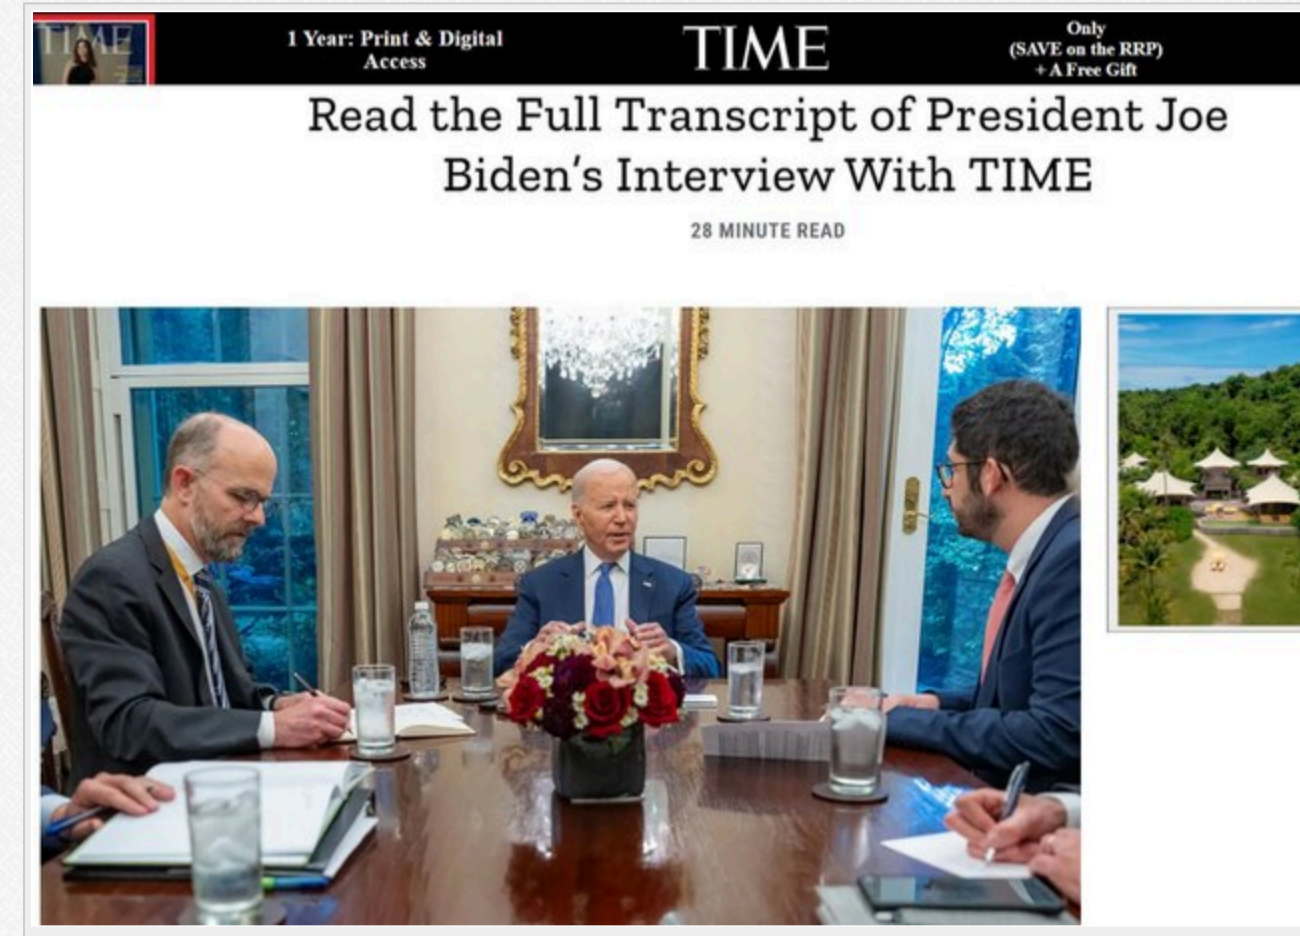 TIME
1 Year: Print & Digital
Access
TIME
Only
(SAVE on the RRP)
+ A Free Gift
Read the Full Transcript of President Joe
Biden's Interview With TIME
28 MINUTE READ